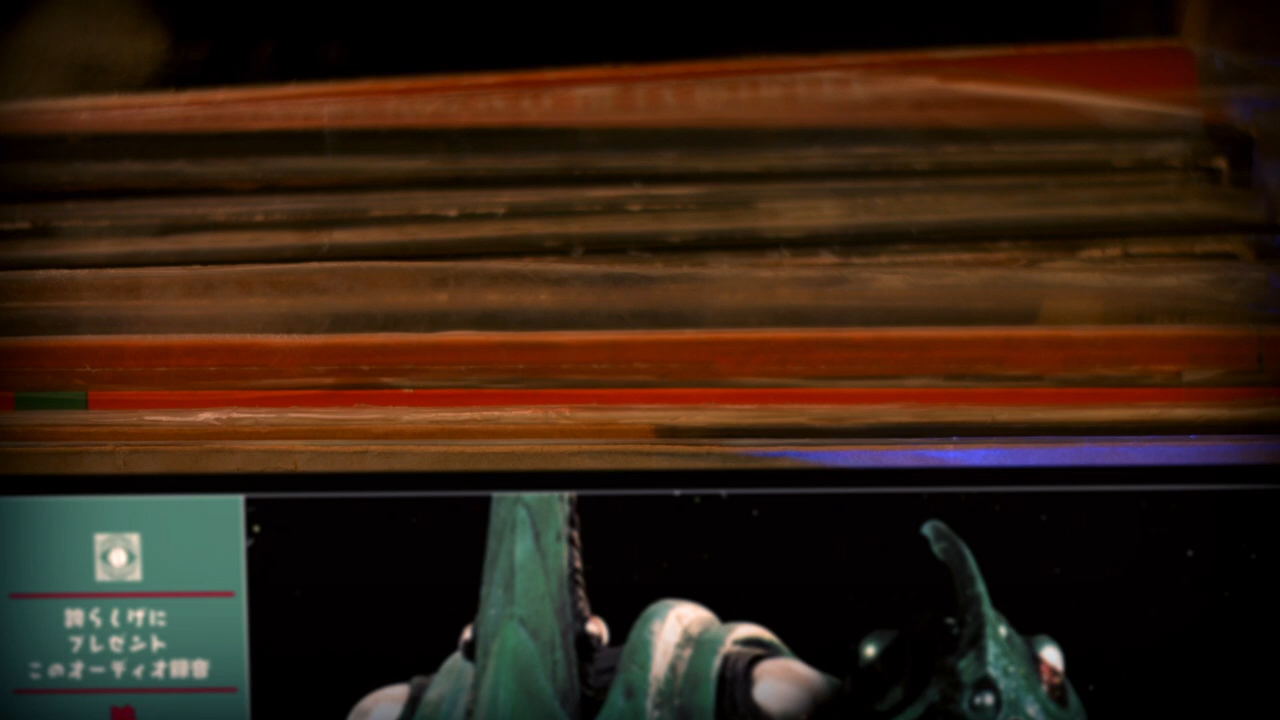 誇らしげに
プレゼント
このオーディオ録音